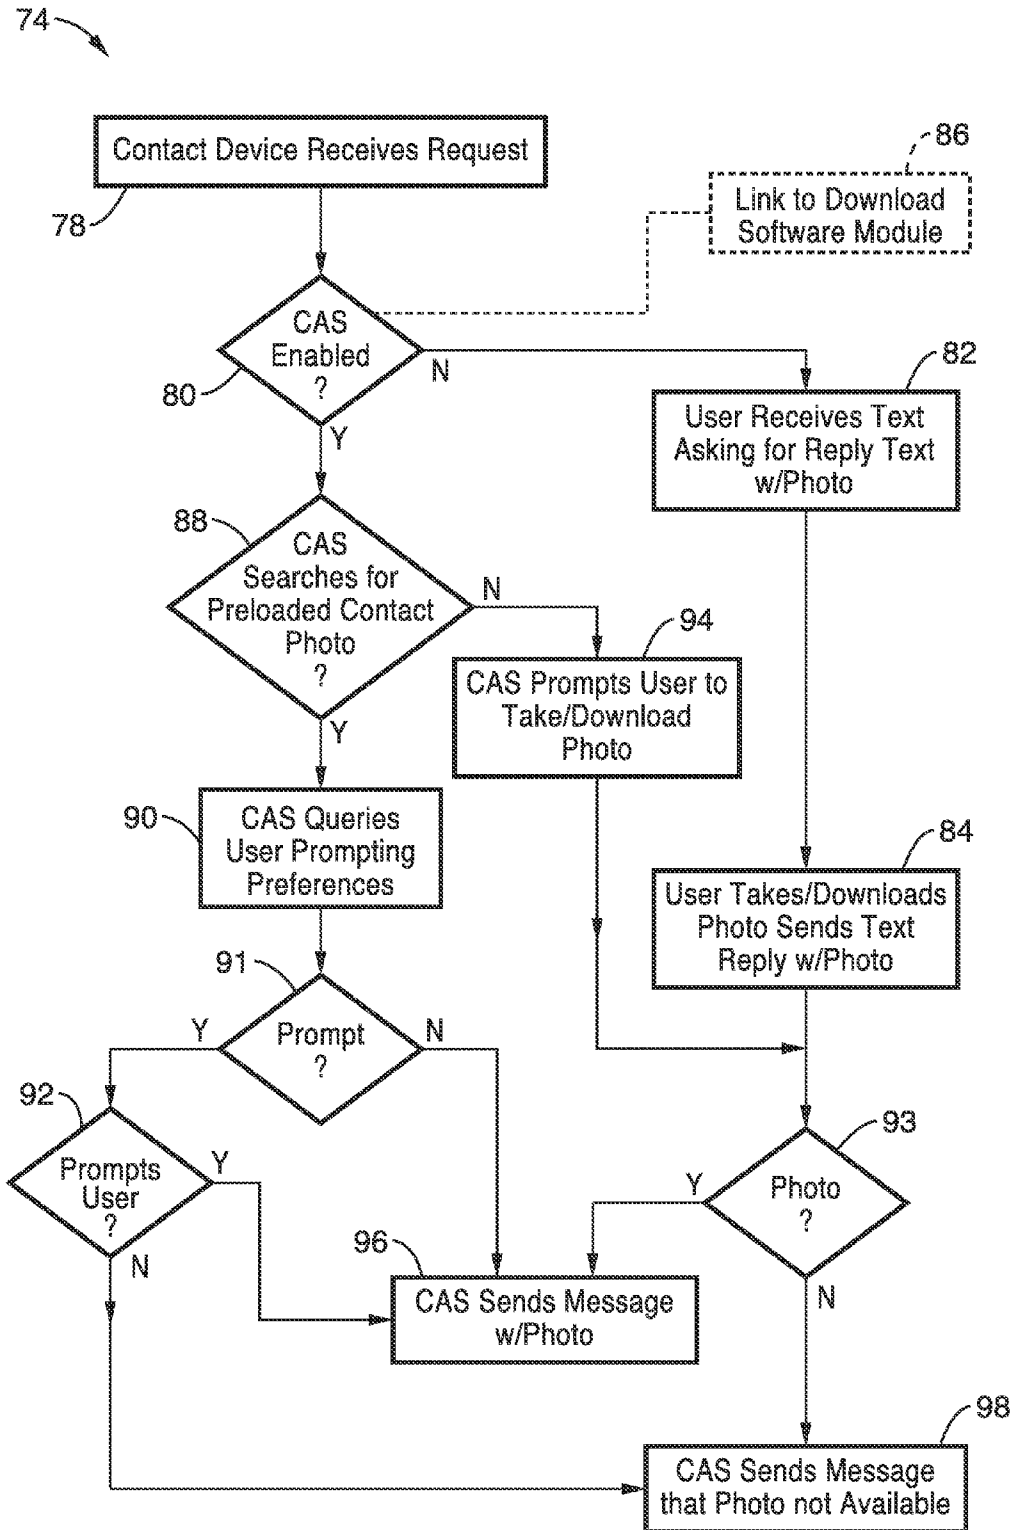 74
Contact Device Receives Request
78
86
Link to Download
Software Module
CAS
Enabled
?
80
N
Y
82
User Receives Text
Asking for Reply Text
w/Photo
88
CAS
Searches for
Preloaded Contact
Photo
?
N
Y
94
CAS Prompts User to
Take/Download
Photo
90
CAS Queries
User Prompting
Preferences
84
User Takes/Downloads
Photo Sends Text
Reply w/Photo
91
Prompt
?
Y
N
92
Prompts
User
?
Y
N
93
Photo
?
Y
N
96
CAS Sends Message
w/Photo
98
CAS Sends Message
that Photo not Available